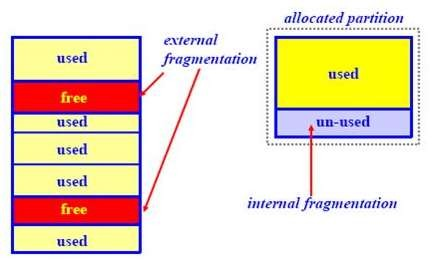 allocated partition
external
fragmentation
used
free
used
used
used
free
used
used
un-used
internal fragmentation